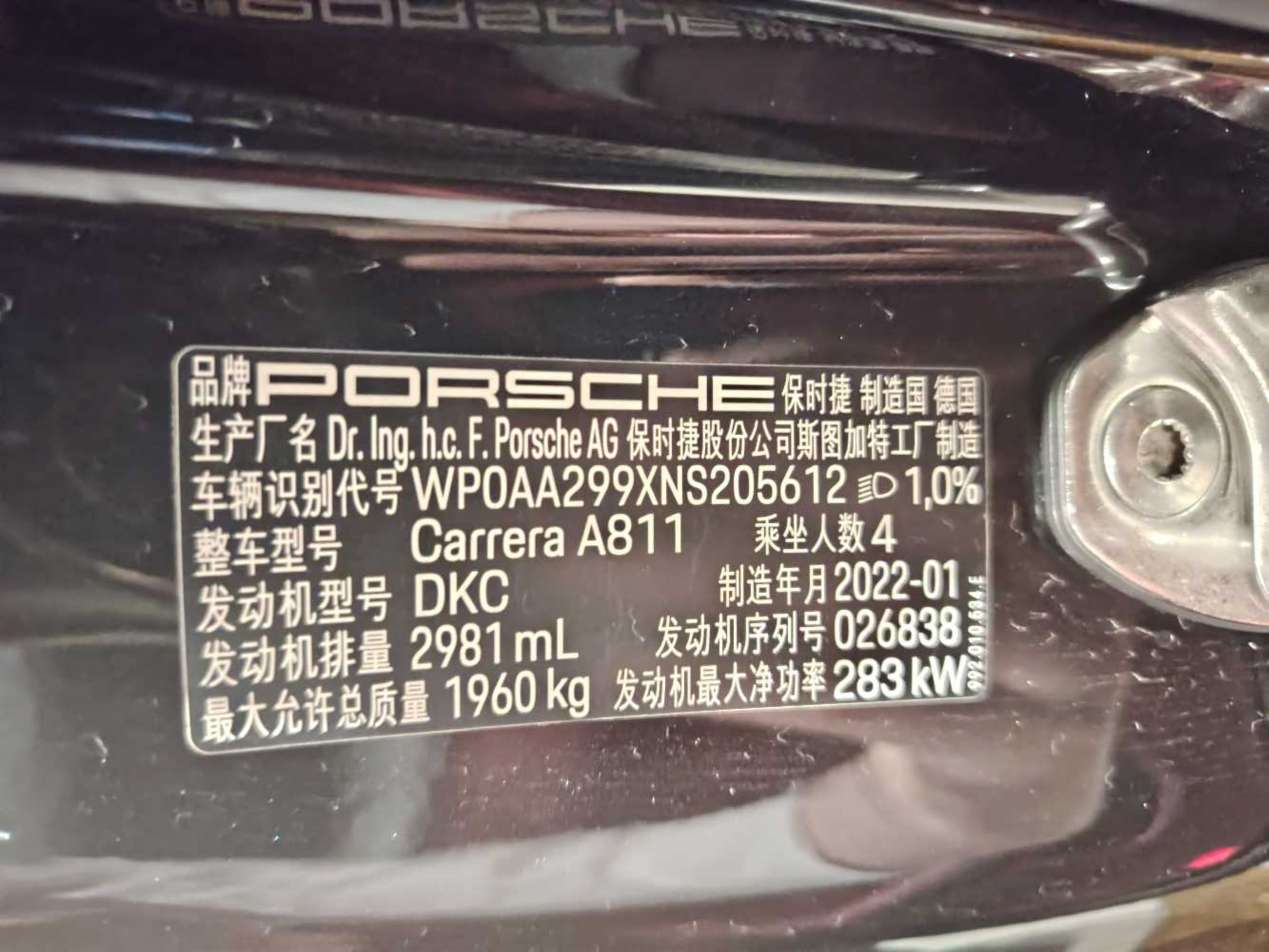 品牌 PORSCHE 保时捷 制造国 德国
生产厂名 Dr. Ing. h.c. F. Porsche AG 保时捷股份公司斯图加特工厂制造
车辆识别代号 WP0AA299XNS205612 1,0%
整车型号 Carrera A811 乘坐人数 4
发动机型号 DKC 制造年月 2022-01
发动机排量 2981 mL 发动机序列号 026838
最大允许总质量 1960 kg 发动机最大净功率 283 kW
992.010.034.E